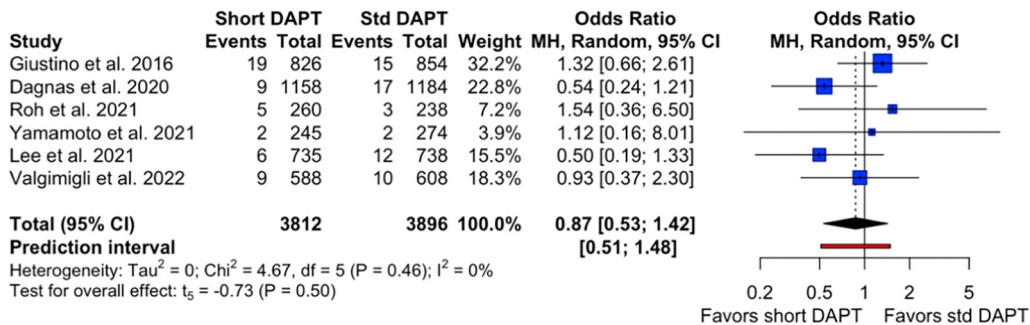 Short DAPT Std DAPT Odds Ratio Odds Ratio
Study Events Total Events Total Weight MH, Random, 95% CI MH, Random, 95% CI
Giustino et al. 2016 19 826 15 854 32.2% 1.32 [0.66; 2.61]
Dagnas et al. 2020 9 1158 17 1184 22.8% 0.54 [0.24; 1.21]
Roh et al. 2021 5 260 3 238 7.2% 1.54 [0.36; 6.50]
Yamamoto et al. 2021 2 245 2 274 3.9% 1.12 [0.16; 8.01]
Lee et al. 2021 6 735 12 738 15.5% 0.50 [0.19; 1.33]
Valgimigli et al. 2022 9 588 10 608 18.3% 0.93 [0.37; 2.30]
Total (95% CI) 3812 3896 100.0% 0.87 [0.53; 1.42]
Prediction interval [0.51; 1.48]
Heterogeneity: Tau² = 0; Chi² = 4.67, df = 5 (P = 0.46); I² = 0%
Test for overall effect: t₅ = -0.73 (P = 0.50)
0.2 0.5 1 2 5
Favors short DAPT Favors std DAPT